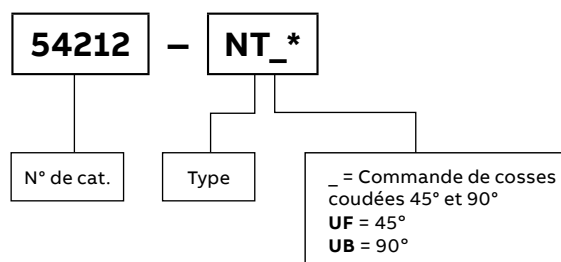 54212 – NT_*
N° de cat.
Type
_ = Commande de cosses
coudées 45° et 90°
UF = 45°
UB = 90°